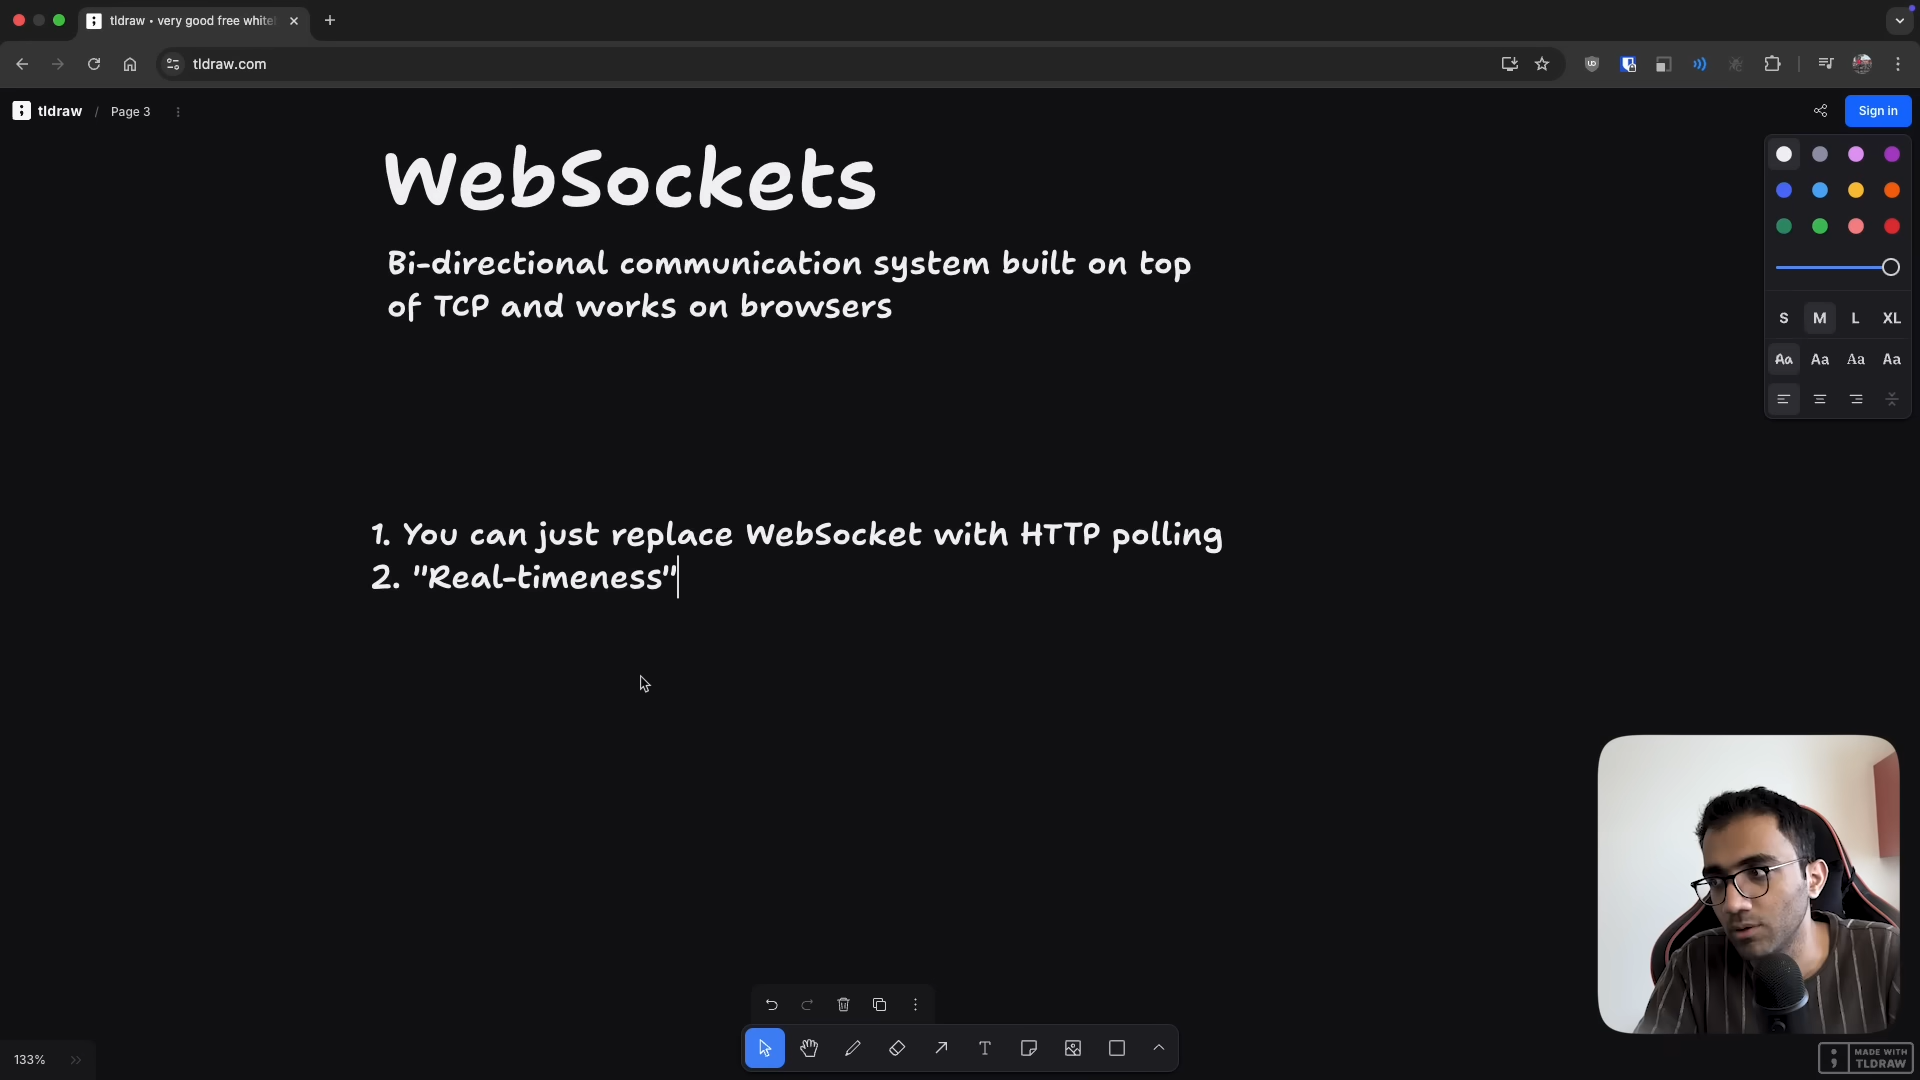 tldraw • very good free white
tldraw.com
tldraw / Page 3
Sign in
WebSockets
Bi-directional communication system built on top
of TCP and works on browsers
S M L XL
Aa Aa Aa Aa
1. You can just replace WebSocket with HTTP polling
2. "Real-timeness"
133%
MADE WITH
TLDRAW